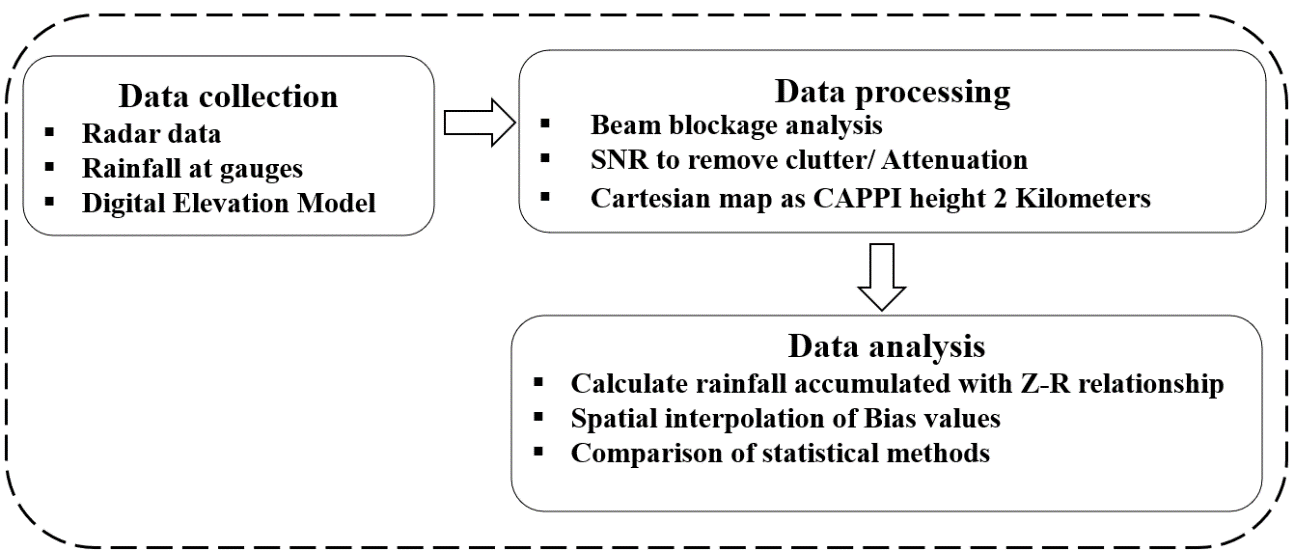 Data collection
▪ Radar data
▪ Rainfall at gauges
▪ Digital Elevation Model
Data processing
▪ Beam blockage analysis
▪ SNR to remove clutter/ Attenuation
▪ Cartesian map as CAPPI height 2 Kilometers
Data analysis
▪ Calculate rainfall accumulated with Z-R relationship
▪ Spatial interpolation of Bias values
▪ Comparison of statistical methods